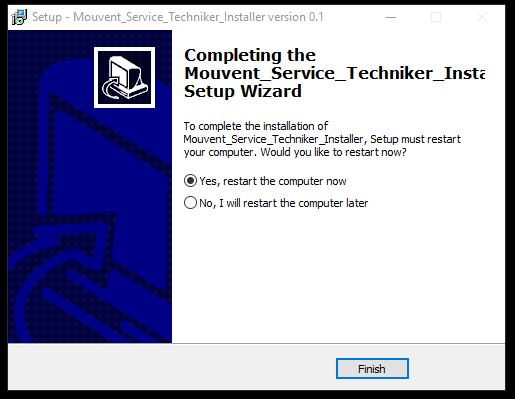 Setup - Mouvent_Service_Techniker_Installer version 0.1
Completing the
Mouvent_Service_Techniker_Insta
Setup Wizard
To complete the installation of
Mouvent_Service_Techniker_Installer, Setup must restart
your computer. Would you like to restart now?
Yes, restart the computer now
No, I will restart the computer later
Finish